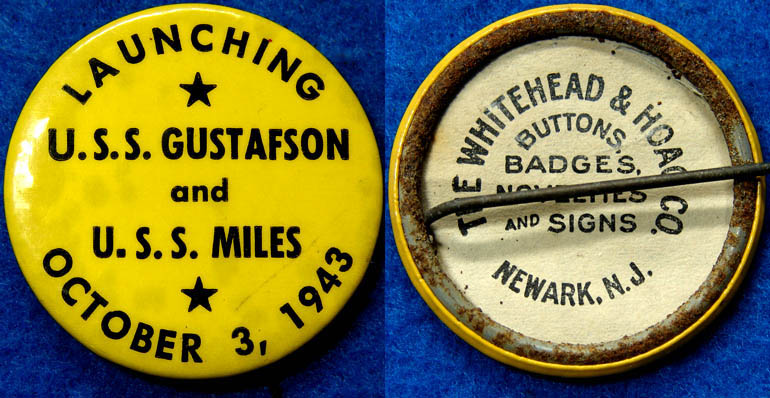 LAUNCHING
U.S.S. GUSTAFSON
and
U.S.S. MILES
OCTOBER 3, 1943
THE WHITEHEAD & HOAG CO.
BUTTONS,
BADGES,
NOVELTIES
AND SIGNS
NEWARK, N.J.